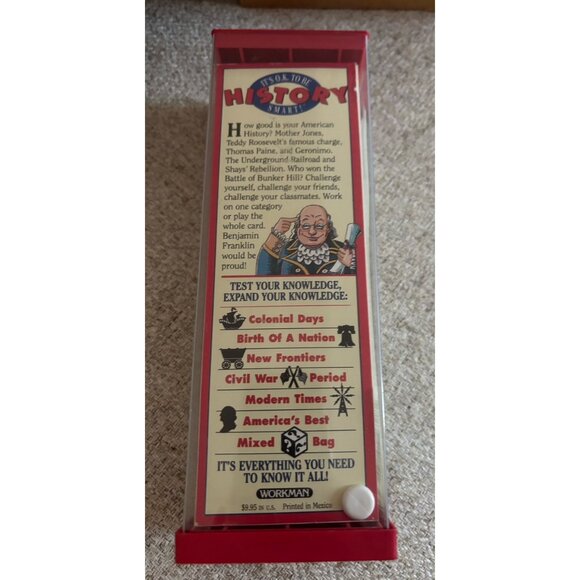 IT'S O.K. TO BE
HISTORY
SMART!
How good is your American
History? Mother Jones,
Teddy Roosevelt's famous charge,
Thomas Paine, and Geronimo.
The Underground Railroad and
Shays' Rebellion. Who won the
Battle of Bunker Hill? Challenge
yourself, challenge your friends,
challenge your classmates. Work
on one category
or play the
whole card.
Benjamin
Franklin
would be
proud!
TEST YOUR KNOWLEDGE,
EXPAND YOUR KNOWLEDGE:
Colonial Days
Birth Of A Nation
New Frontiers
Civil War Period
Modern Times
America's Best
Mixed Bag
IT'S EVERYTHING YOU NEED
TO KNOW IT ALL!
WORKMAN
$9.95 IN U.S. Printed in Mexico